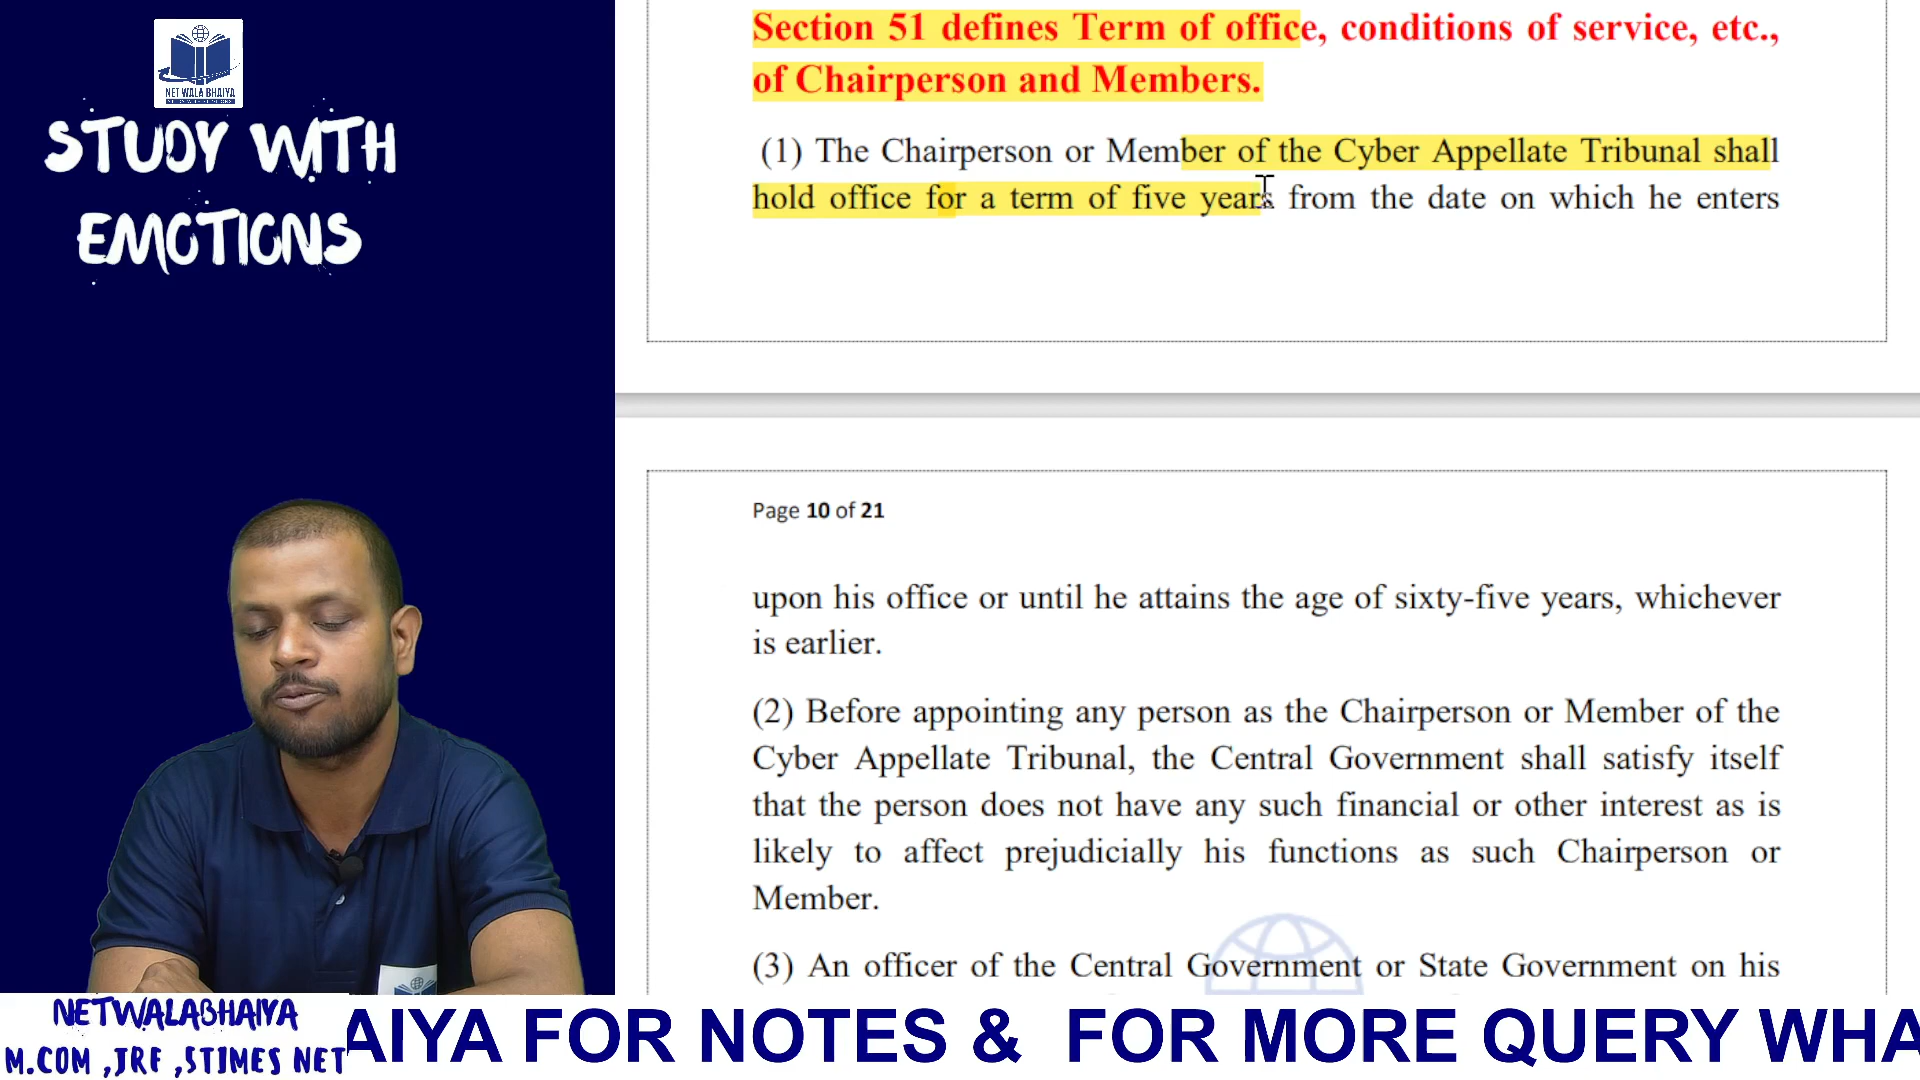 NET WALA BHAIYA
STUDY WITH
EMOTIONS
Section 51 defines Term of office, conditions of service, etc.,
of Chairperson and Members.
(1) The Chairperson or Member of the Cyber Appellate Tribunal shall
hold office for a term of five years from the date on which he enters
Page 10 of 21
upon his office or until he attains the age of sixty-five years, whichever
is earlier.
(2) Before appointing any person as the Chairperson or Member of the
Cyber Appellate Tribunal, the Central Government shall satisfy itself
that the person does not have any such financial or other interest as is
likely to affect prejudicially his functions as such Chairperson or
Member.
(3) An officer of the Central Government or State Government on his
NETWALABHAIYA
M.COM ,JRF ,5TIMES NET
AIYA FOR NOTES & FOR MORE QUERY WHA